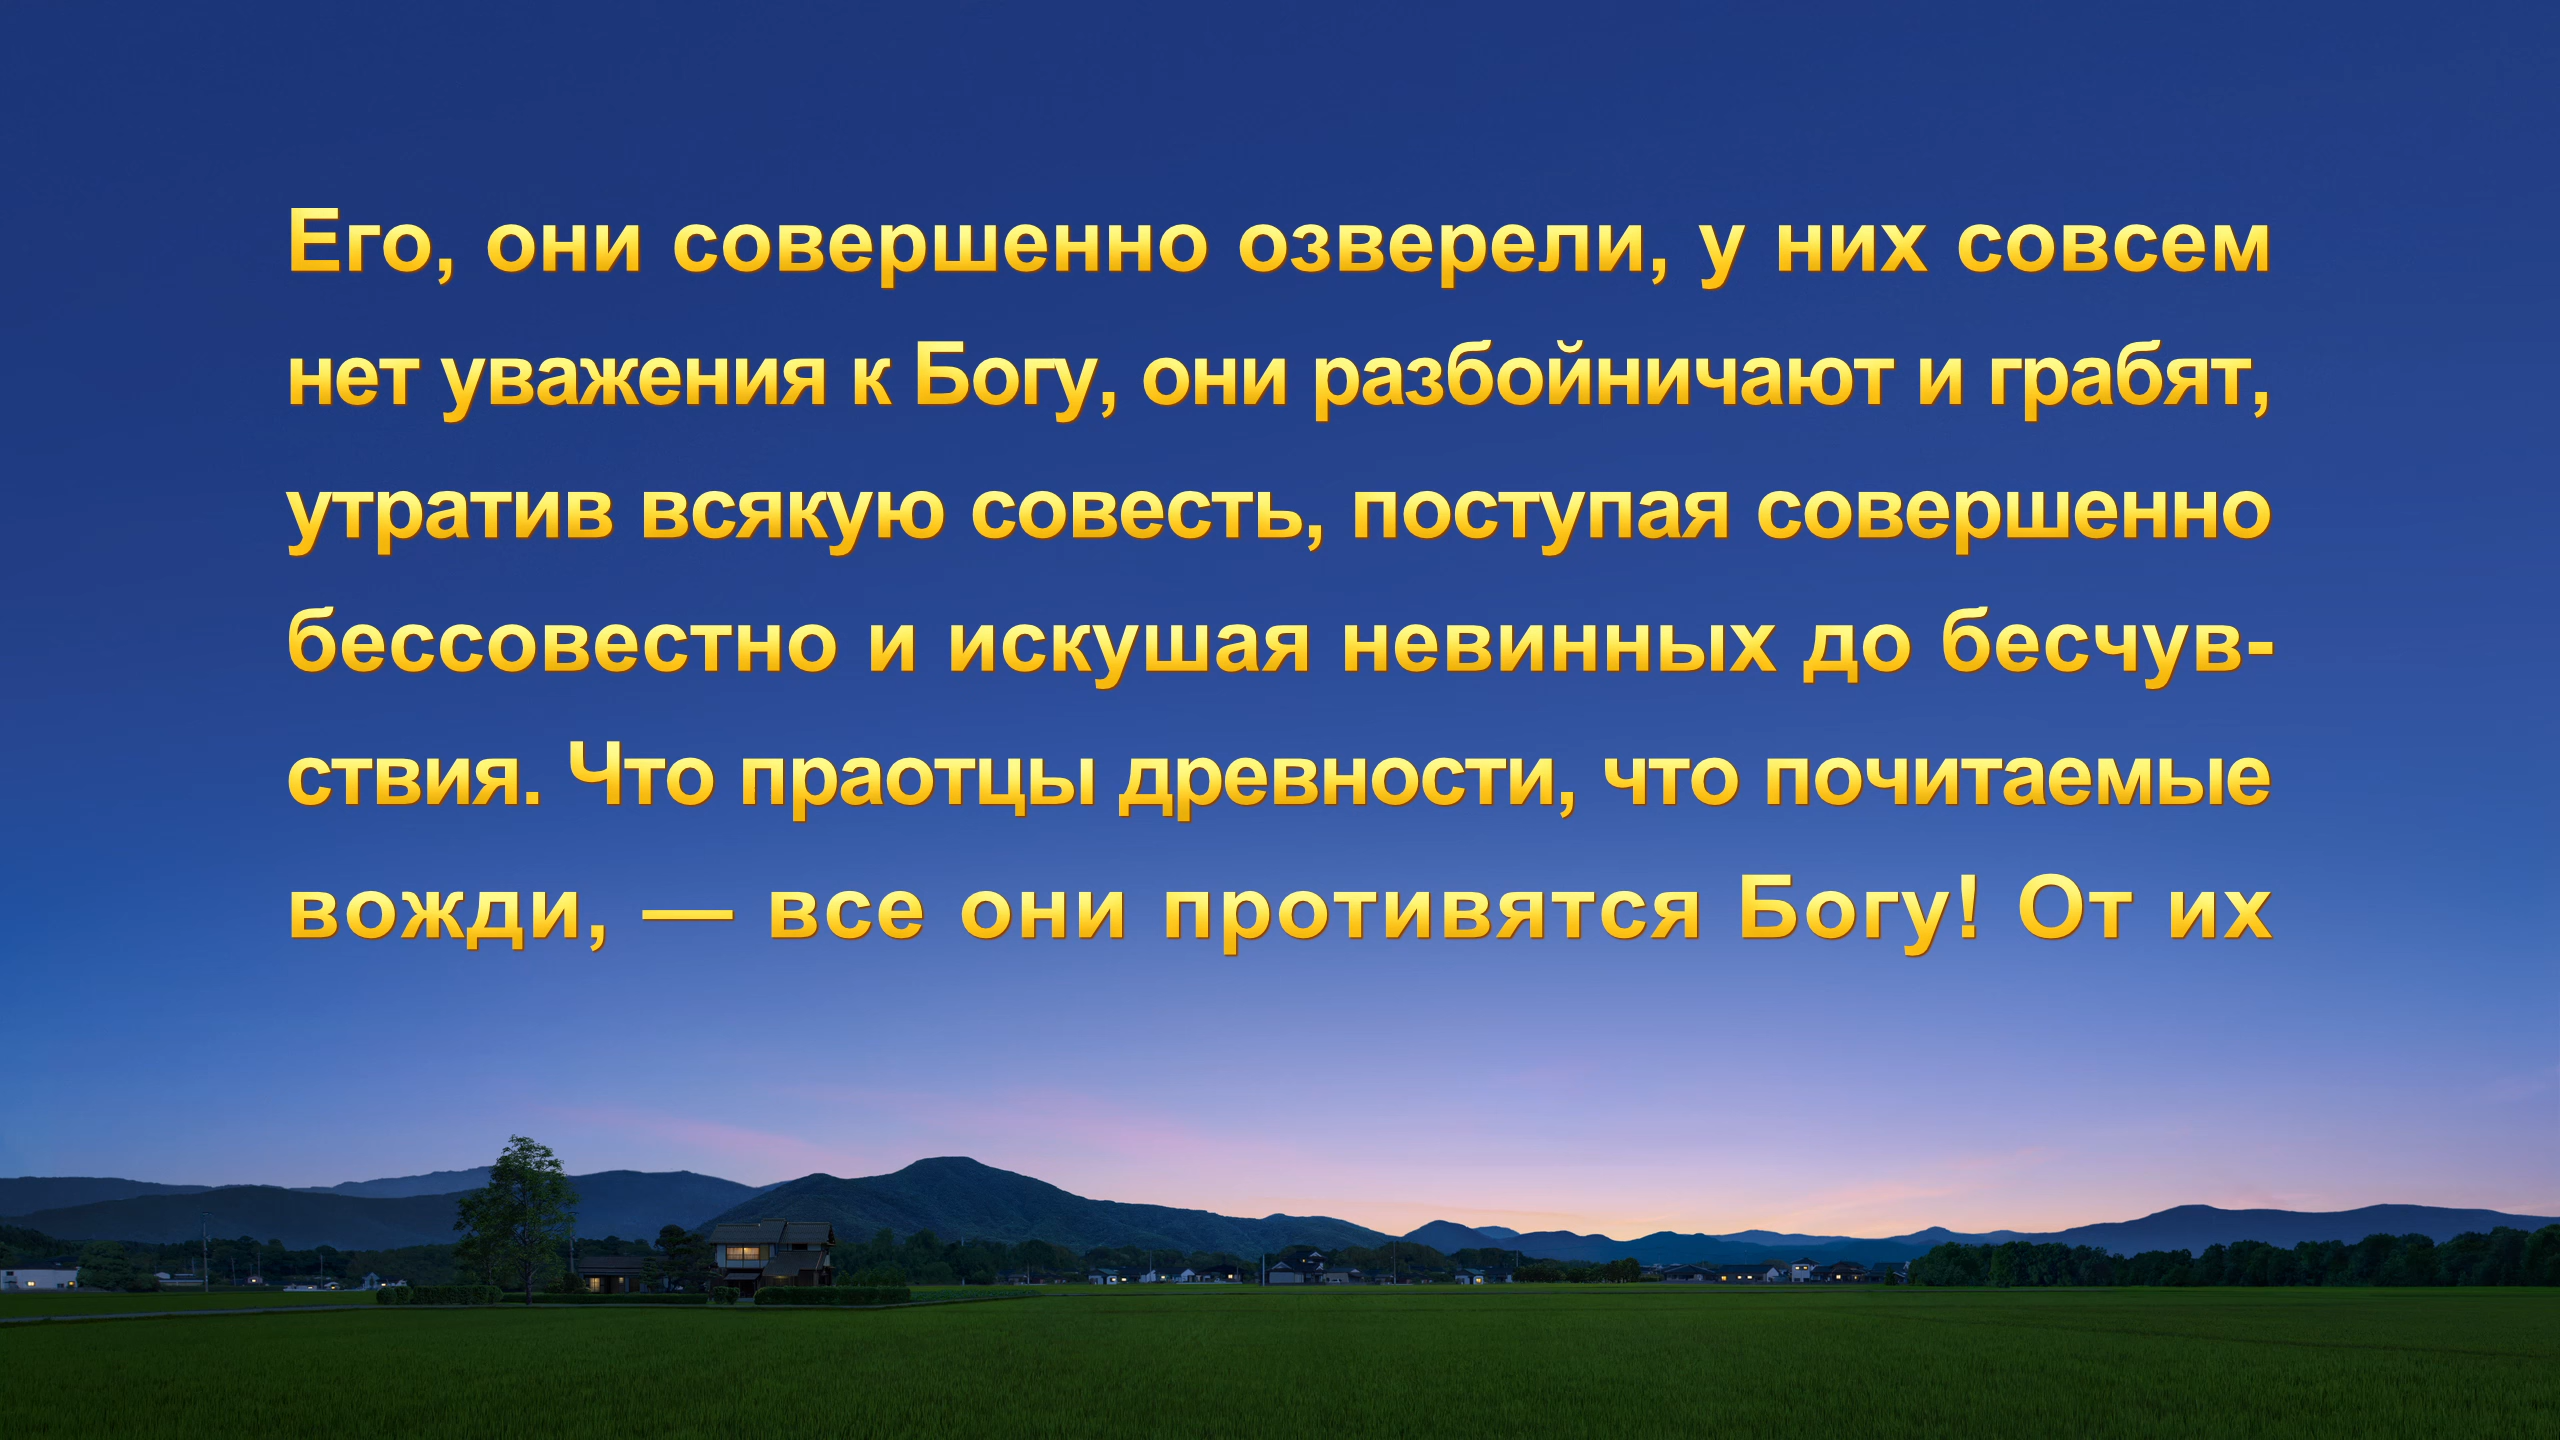 Его, они совершенно озверели, у них совсем
нет уважения к Богу, они разбойничают и грабят,
утратив всякую совесть, поступая совершенно
бессовестно и искушая невинных до бесчув-
ствия. Что праотцы древности, что почитаемые
вожди, — все они противятся Богу! От их